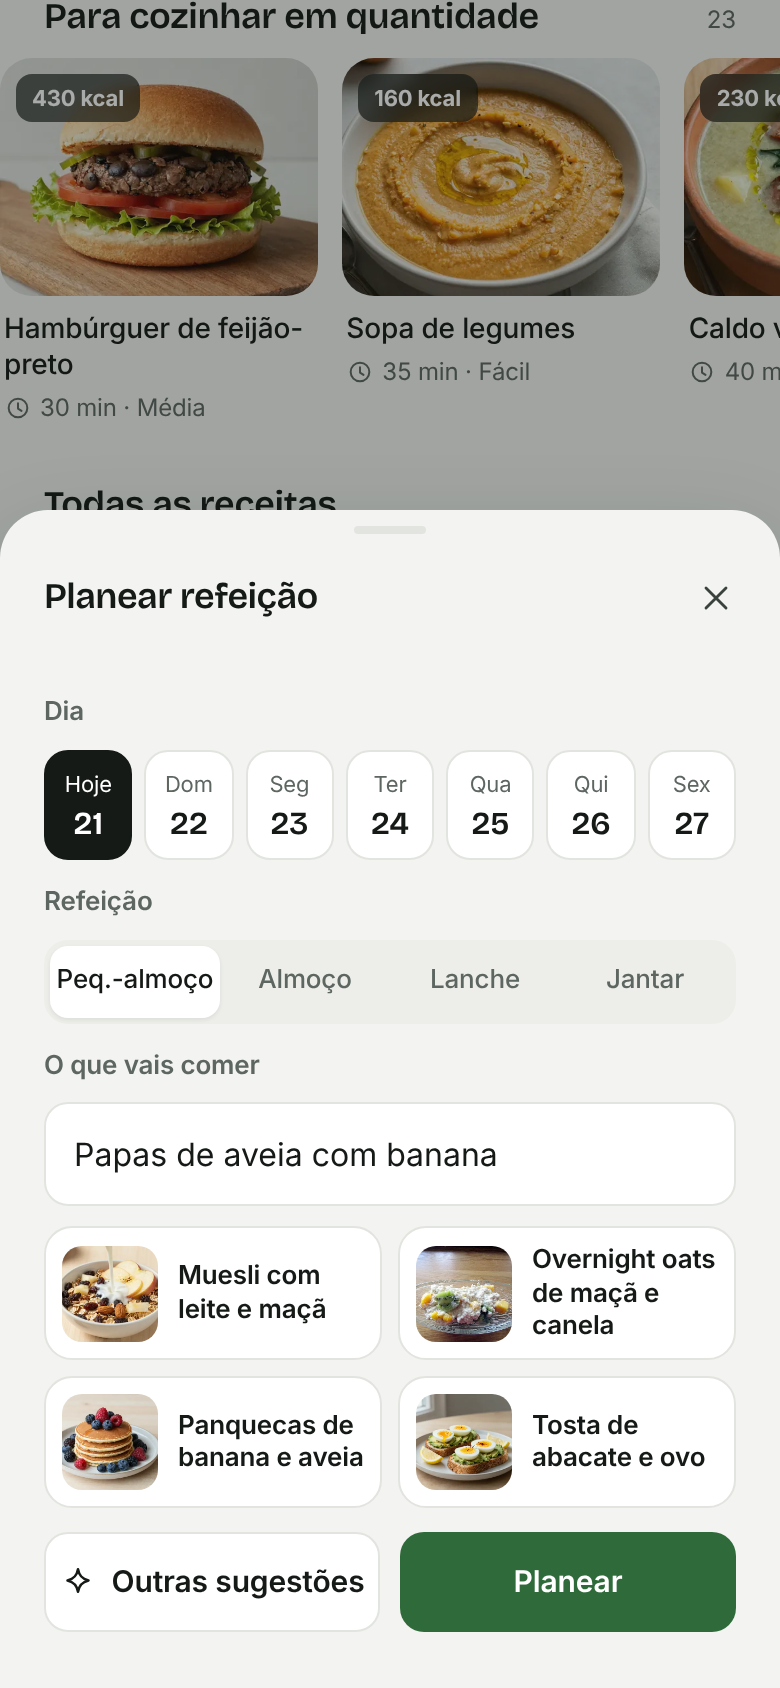 Para cozinhar em quantidade
23
430 kcal
160 kcal
230
Hambúrguer de feijão-
preto
30 min · Média
Sopa de legumes
35 min · Fácil
Caldo
40
Todas as receitas
Planear refeição
Dia
Hoje
21
Dom
22
Seg
23
Ter
24
Qua
25
Qui
26
Sex
27
Refeição
Peq.-almoço
Almoço
Lanche
Jantar
O que vais comer
Papas de aveia com banana
Muesli com
leite e maçã
Overnight oats
de maçã e
canela
Panquecas de
banana e aveia
Tosta de
abacate e ovo
Outras sugestões
Planear